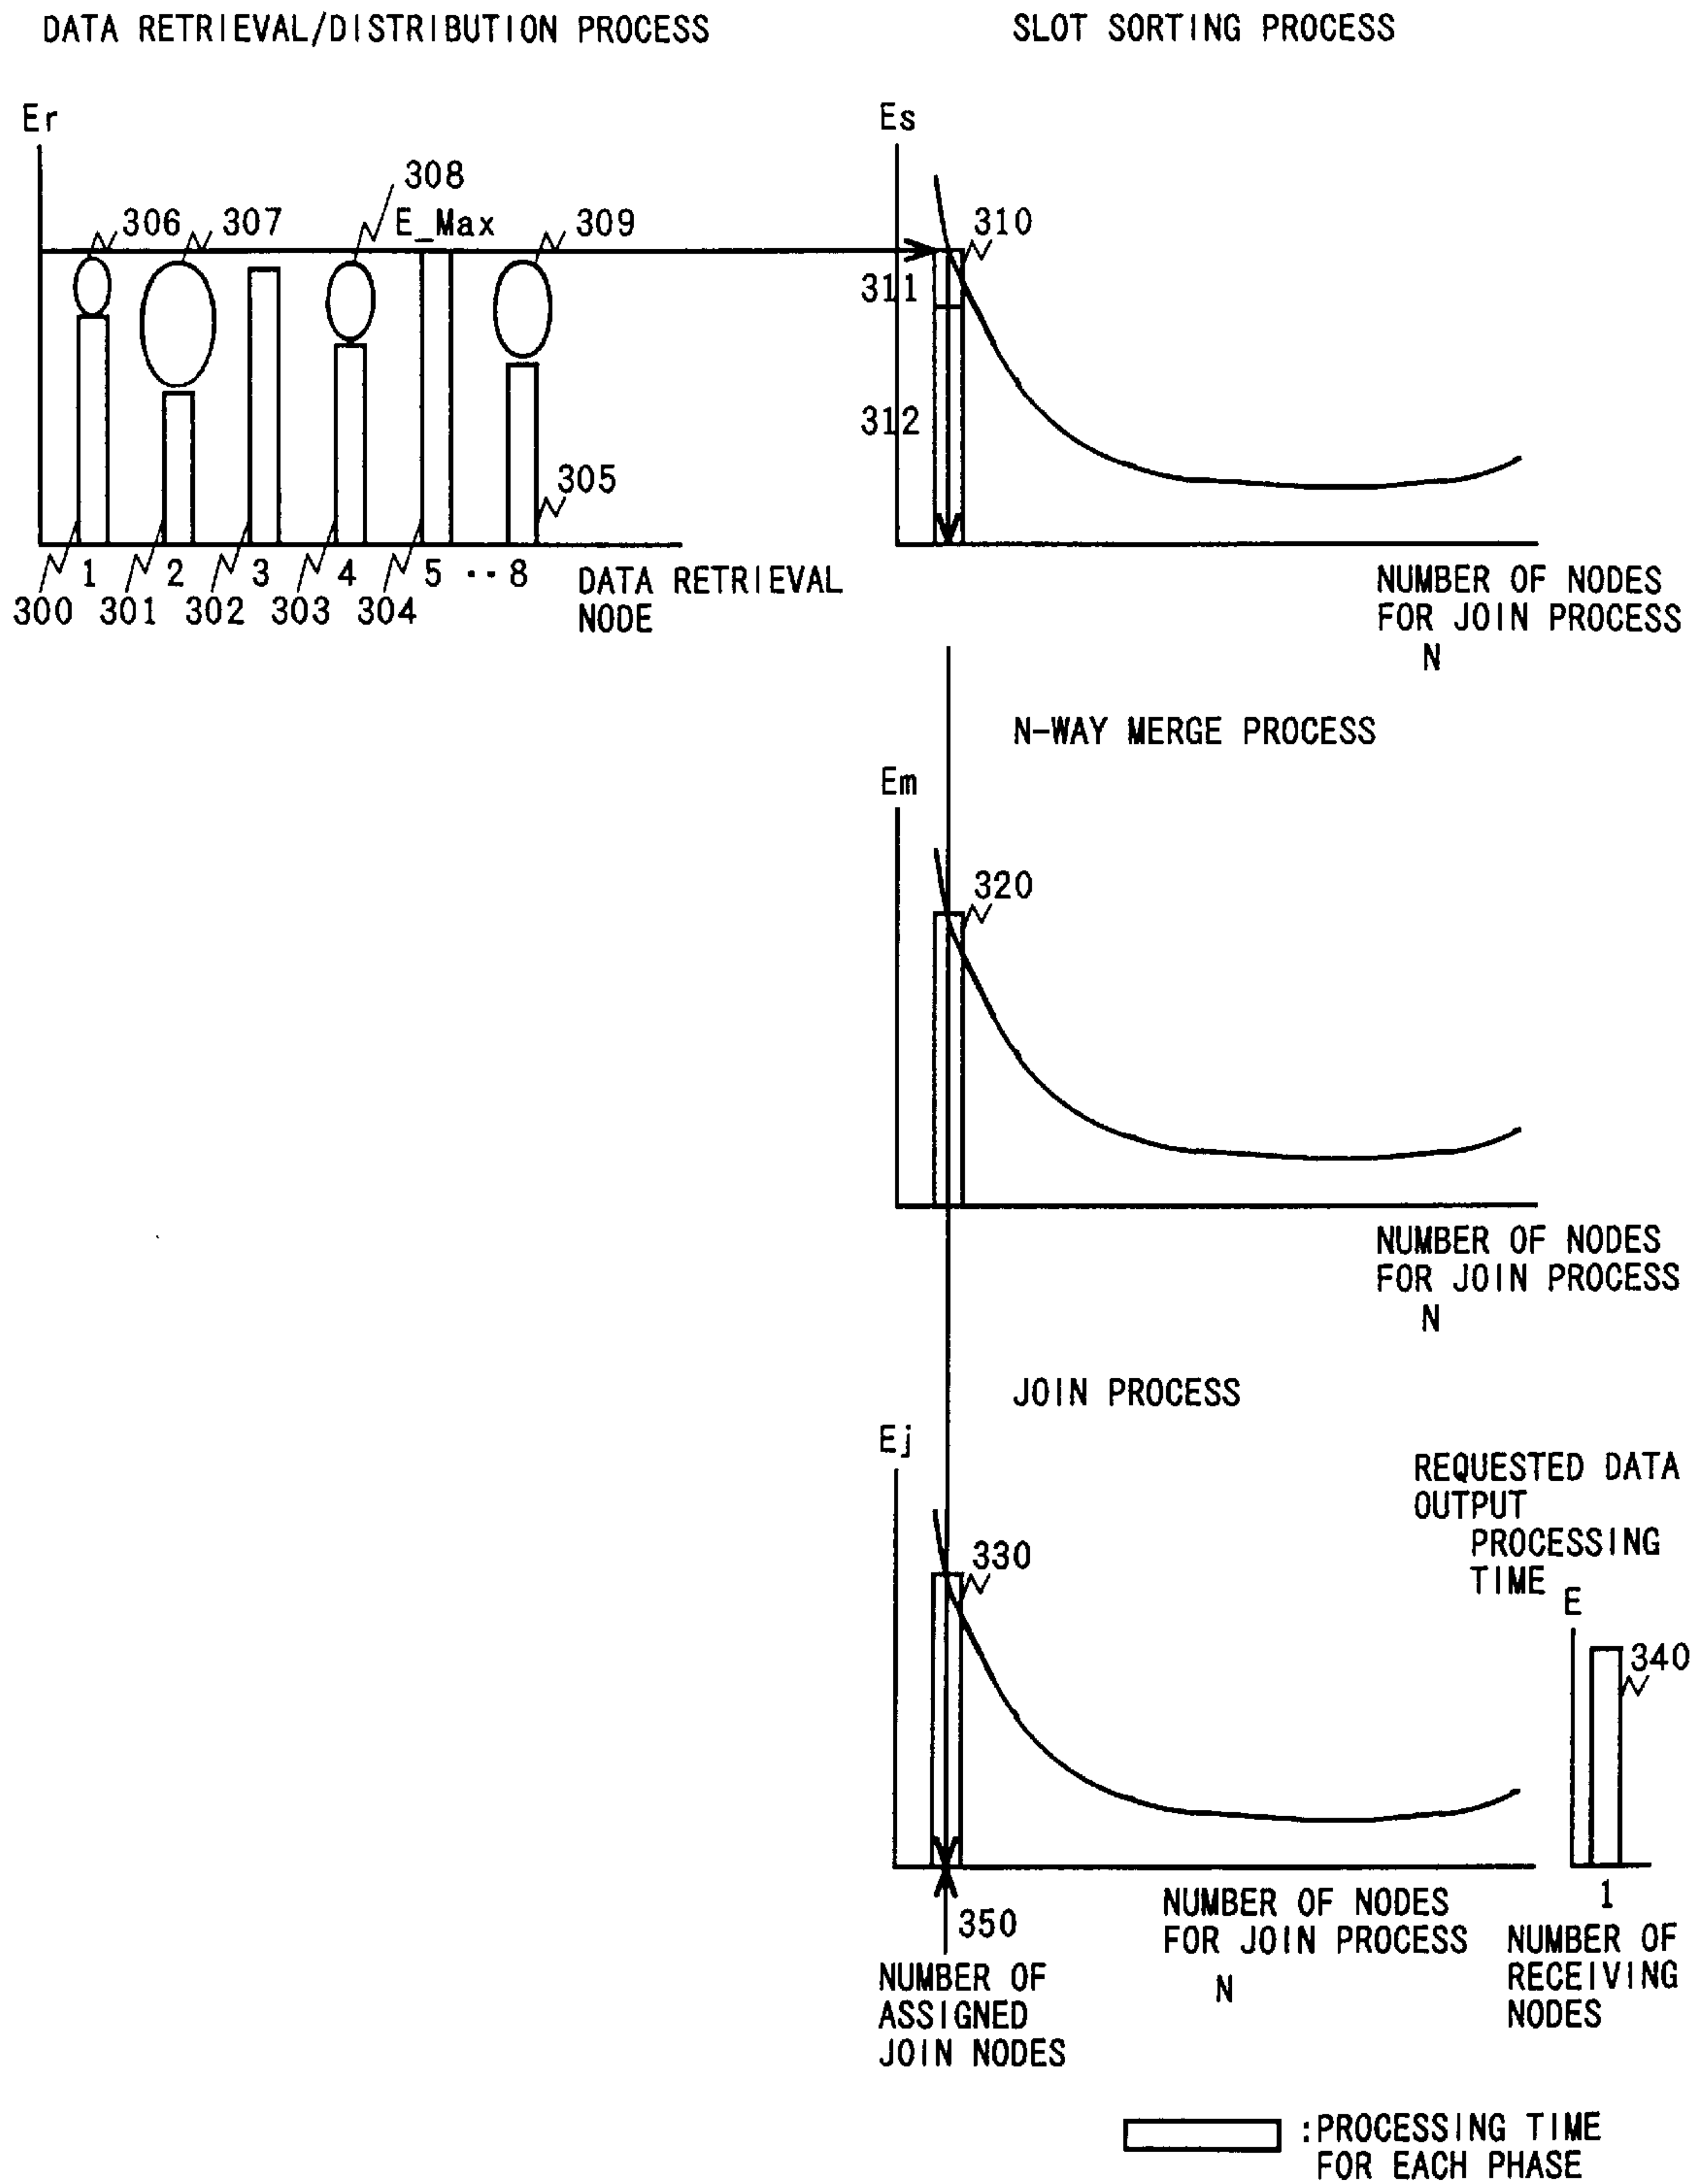 DATA RETRIEVAL/DISTRIBUTION PROCESS
SLOT SORTING PROCESS
Er
Es
308
306
307
E_Max
309
310
311
312
305
1
2
3
4
5 ‥ 8
300
301
302
303
304
DATA RETRIEVAL
NODE
NUMBER OF NODES
FOR JOIN PROCESS
N
N-WAY MERGE PROCESS
Em
320
NUMBER OF NODES
FOR JOIN PROCESS
N
JOIN PROCESS
Ej
330
REQUESTED DATA
OUTPUT
PROCESSING
TIME
E
340
1
350
NUMBER OF
ASSIGNED
JOIN NODES
NUMBER OF NODES
FOR JOIN PROCESS
N
NUMBER OF
RECEIVING
NODES
:PROCESSING TIME
FOR EACH PHASE